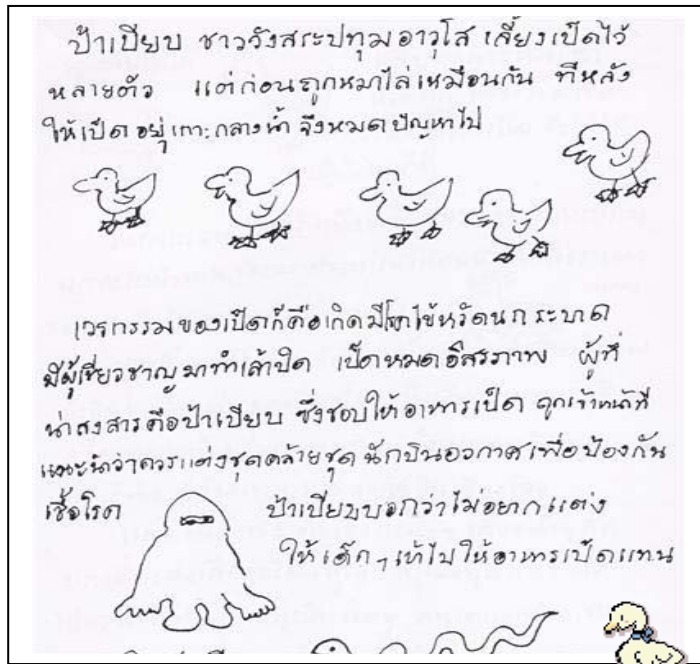 ป้าเปียบ ชาววังสระปทุมอาวุโส เลี้ยงเป็ดไว้
หลายตัว แต่ก่อนถูกหมาไล่เหมือนกัน ทีหลัง
ให้เป็ดอยู่เกาะกลางน้ำ จึงหมดปัญหาไป
เวรกรรมของเป็ดก็คือเกิดมีโรคไข้หวัดนกระบาด
มีผู้เชี่ยวชาญมาทำเล้าปิด เป็ดหมดอิสรภาพ ผู้ที่
น่าสงสารคือป้าเปียบ ซึ่งชอบให้อาหารเป็ด ถูกเจ้าหน้าที่
แนะนำว่าควรแต่งชุดคล้ายชุดนักบินอวกาศเพื่อป้องกัน
เชื้อโรค ป้าเปียบบอกว่าไม่อยากแต่ง
ให้เด็กๆ เข้าไปให้อาหารเป็ดแทน